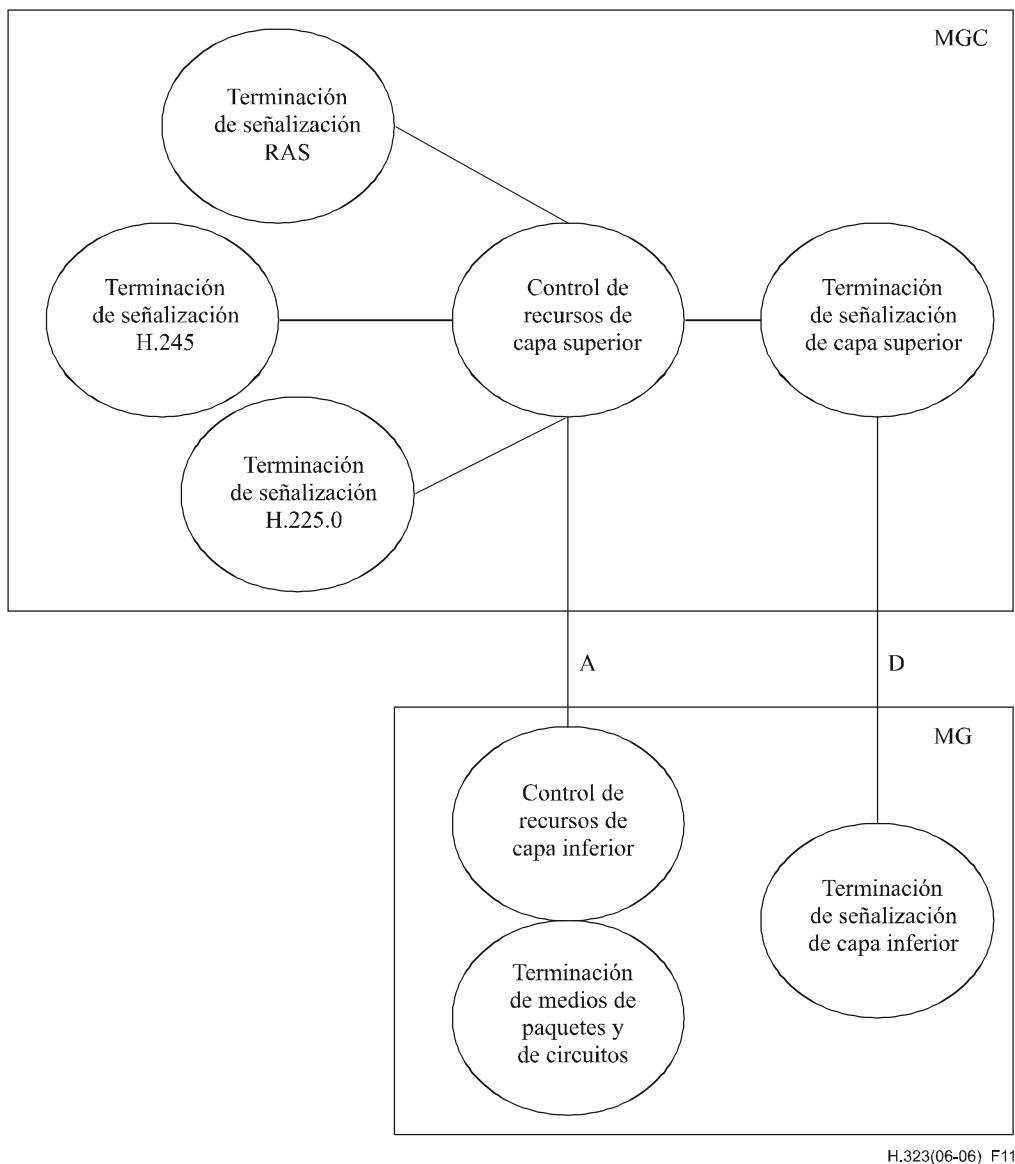 MGC
Terminación
de señalización
RAS
Terminación
de señalización
H.245
Control de
recursos de
capa superior
Terminación
de señalización
de capa superior
Terminación
de señalización
H.225.0
A
D
MG
Control de
recursos de
capa inferior
Terminación
de señalización
de capa inferior
Terminación
de medios de
paquetes y
de circuitos
H.323(06-06) F11